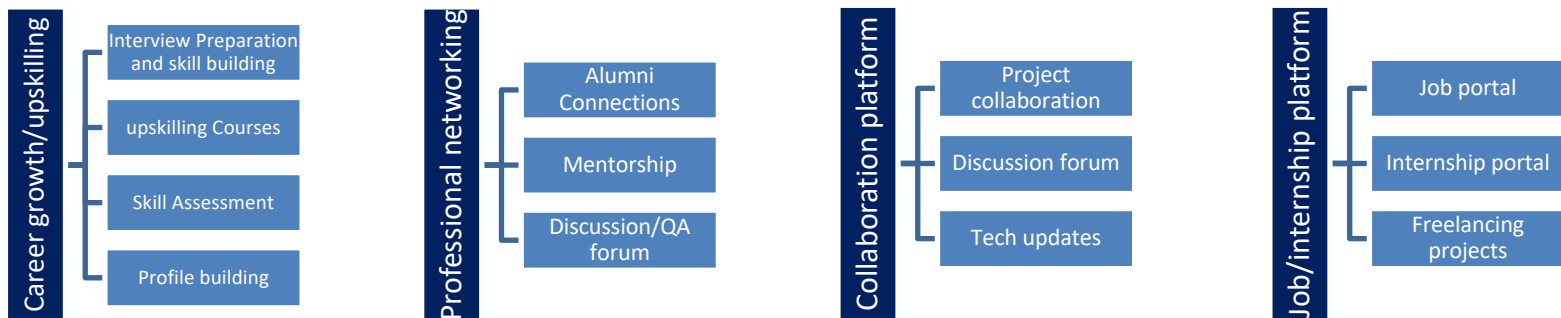 Career growth/upskilling
Interview Preparation
and skill building
upskilling Courses
Skill Assessment
Profile building
Professional networking
Alumni
Connections
Mentorship
Discussion/QA
forum
Collaboration platform
Project
collaboration
Discussion forum
Tech updates
Job/internship platform
Job portal
Internship portal
Freelancing
projects